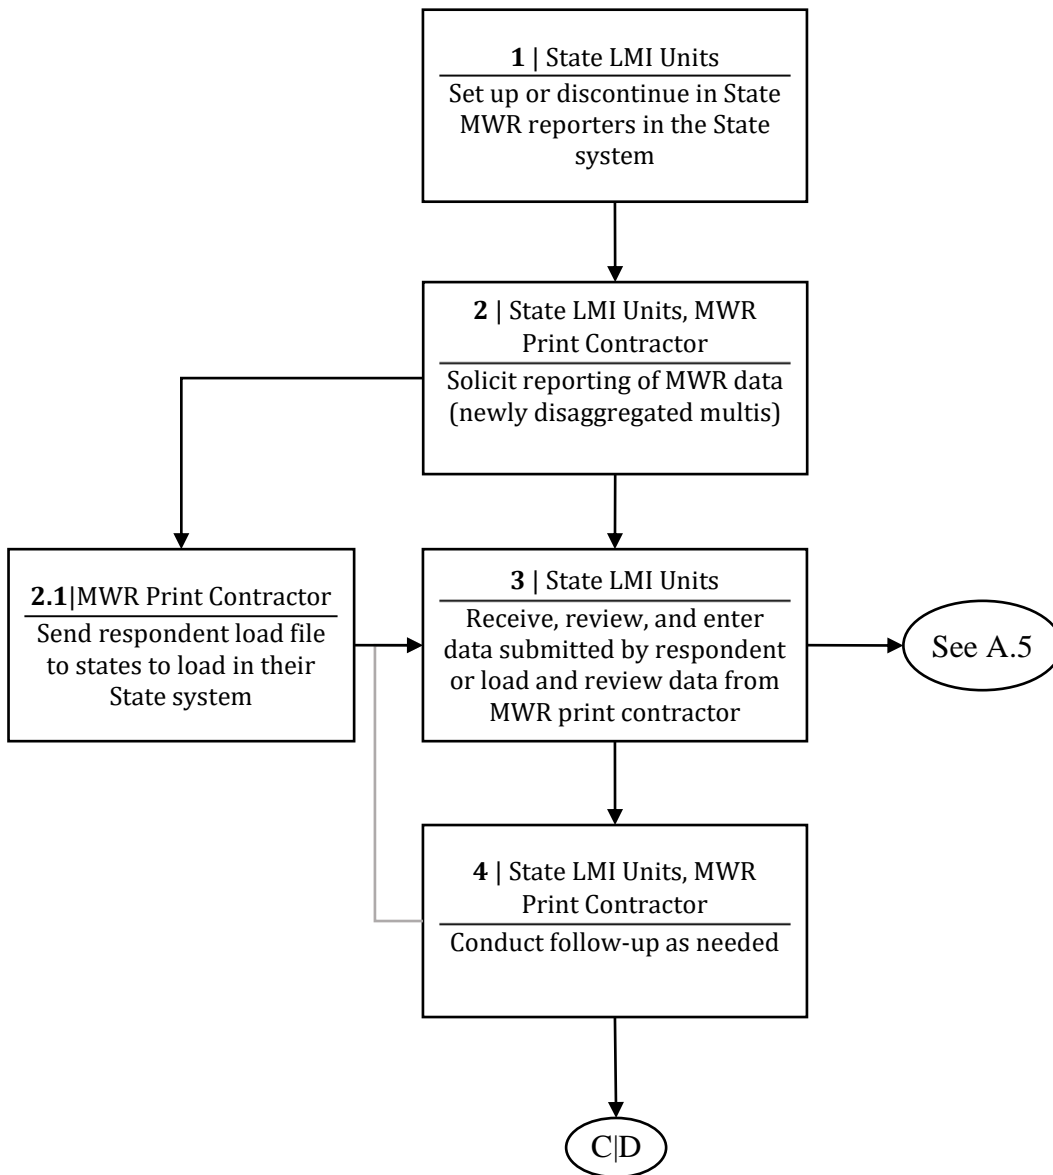 1 | State LMI Units
Set up or discontinue in State
MWR reporters in the State
system
2 | State LMI Units, MWR
Print Contractor
Solicit reporting of MWR data
(newly disaggregated multis)
2.1|MWR Print Contractor
Send respondent load file
to states to load in their
State system
3 | State LMI Units
Receive, review, and enter
data submitted by respondent
or load and review data from
MWR print contractor
See A.5
4 | State LMI Units, MWR
Print Contractor
Conduct follow-up as needed
C|D